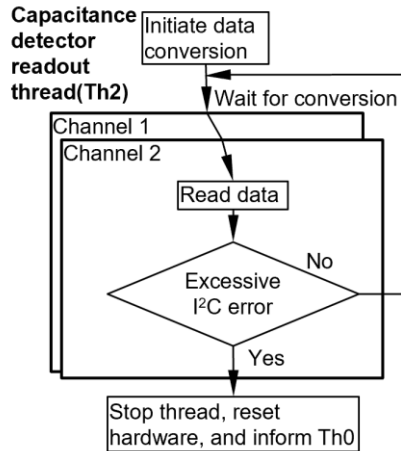 Capacitance
detector
readout
thread(Th2)
Initiate data
conversion
Wait for conversion
Channel 1
Channel 2
Read data
Excessive
I²C error
No
Yes
Stop thread, reset
hardware, and inform Th0